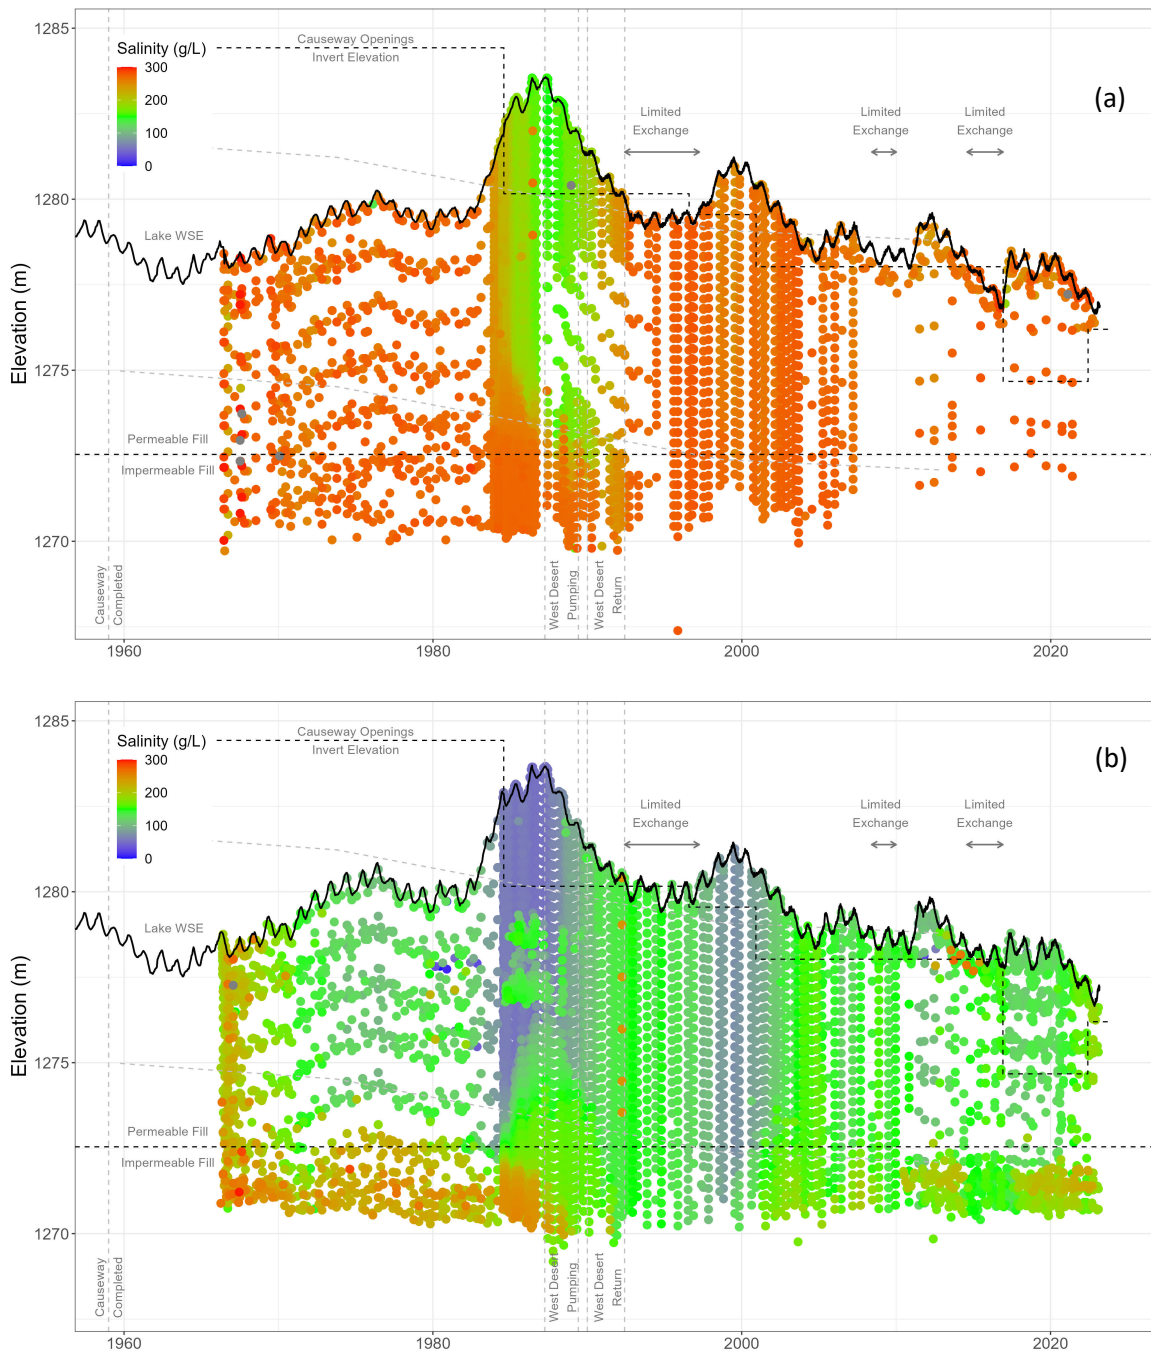 1285
Salinity (g/L)
300
200
100
0
Causeway Openings
Invert Elevation
(a)
Limited
Exchange
Limited
Exchange
Limited
Exchange
1280
Lake WSE
1275
Elevation (m)
Permeable Fill
Impermeable Fill
1270
Causeway
Completed
West Desert
Pumping
West Desert
Return
1960
1980
2000
2020
1285
Salinity (g/L)
300
200
100
0
Causeway Openings
Invert Elevation
(b)
Limited
Exchange
Limited
Exchange
Limited
Exchange
1280
Lake WSE
1275
Elevation (m)
Permeable Fill
Impermeable Fill
1270
Causeway
Completed
West Desert
Pumping
West Desert
Return
1960
1980
2000
2020